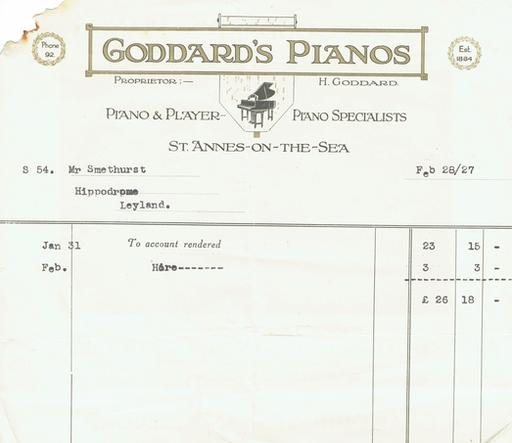 Phone 92.
GODDARD'S PIANOS
Est. 1884
PROPRIETOR:— H. GODDARD.
PIANO & PLAYER-PIANO SPECIALISTS
ST. ANNES-ON-THE-SEA
S 54. Mr Smethurst Feb 28/27
Hippodrome
Leyland.
Jan 31 To account rendered 23 15 -
Feb. Hire------- 3 3 -
£ 26 18 -